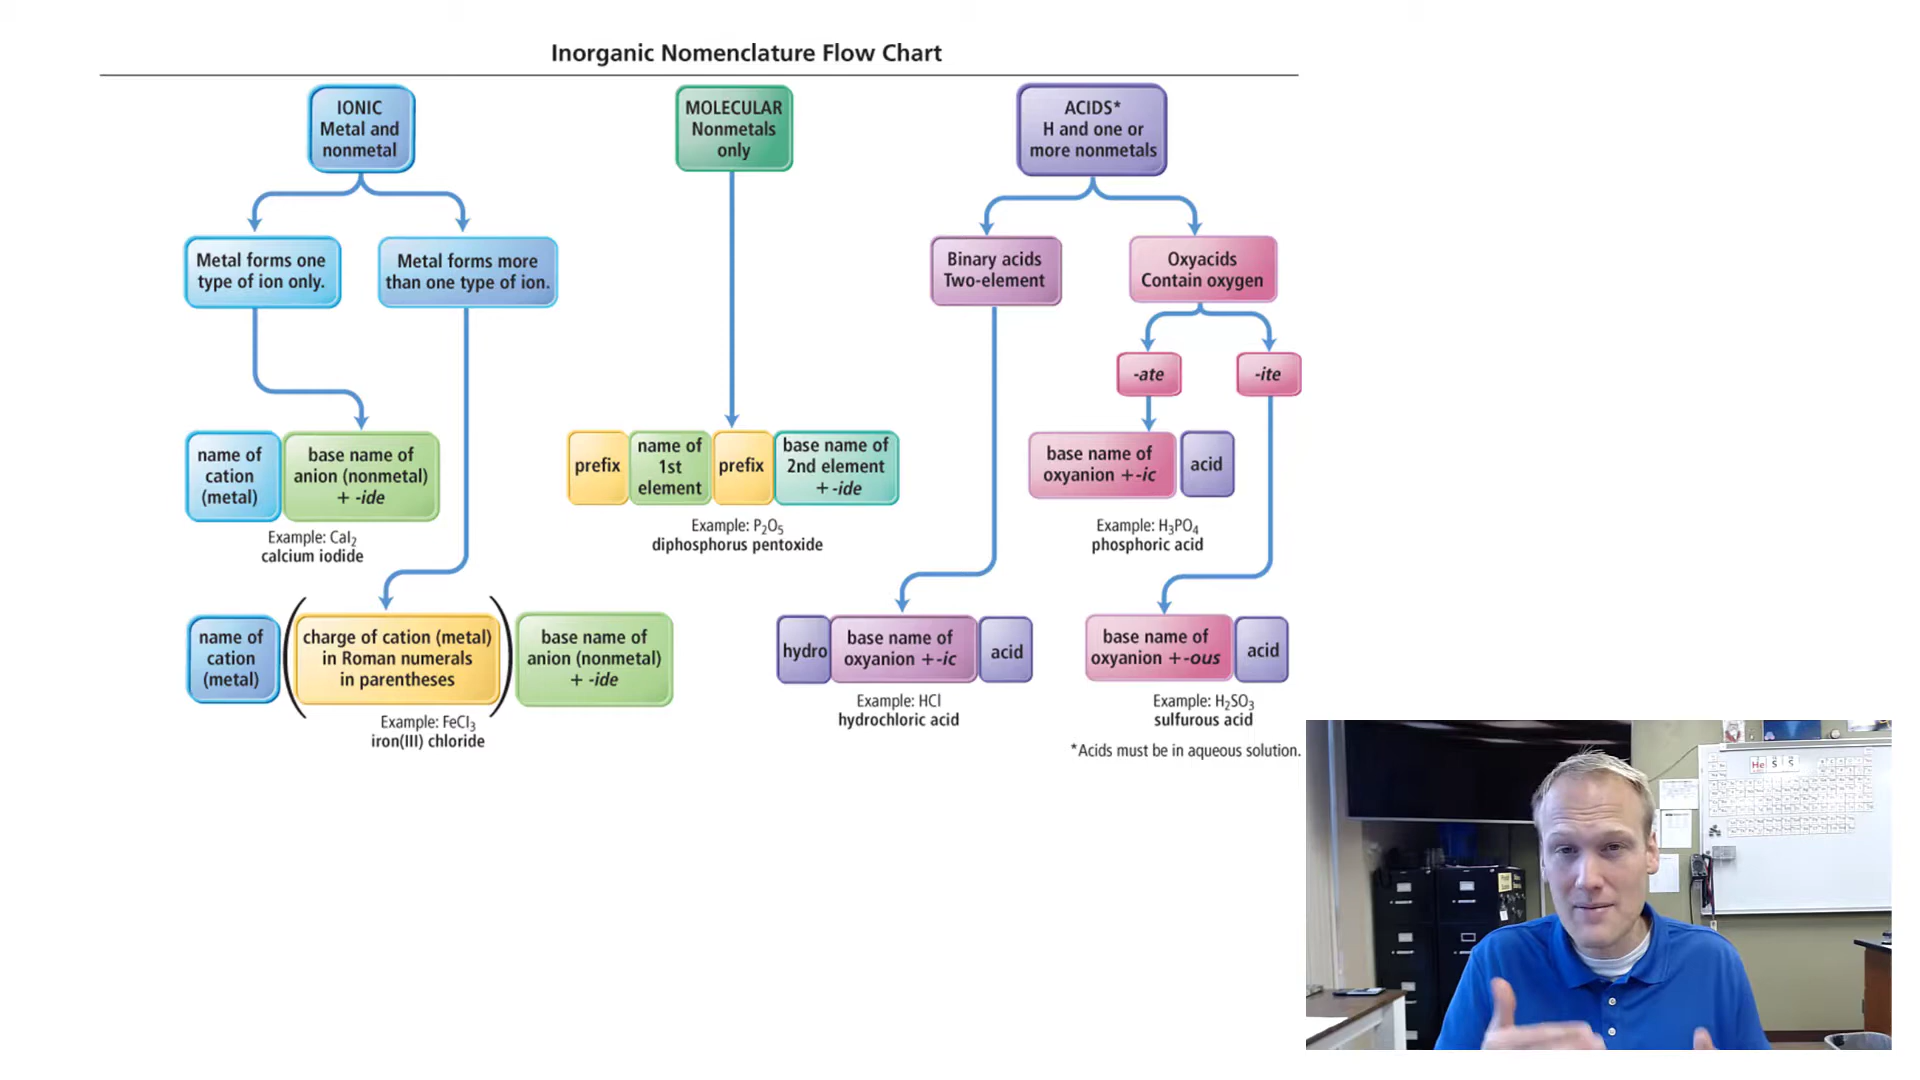 Inorganic Nomenclature Flow Chart
IONIC
Metal and
nonmetal
MOLECULAR
Nonmetals
only
ACIDS*
H and one or
more nonmetals
Metal forms one
type of ion only.
Metal forms more
than one type of ion.
Binary acids
Two-element
Oxyacids
Contain oxygen
-ate
-ite
name of
cation
(metal)
base name of
anion (nonmetal)
+ -ide
Example: CaI₂
calcium iodide
prefix
name of
1st
element
prefix
base name of
2nd element
+ -ide
Example: P₂O₅
diphosphorus pentoxide
base name of
oxyanion + -ic
acid
Example: H₃PO₄
phosphoric acid
name of
cation
(metal)
(charge of cation (metal)
in Roman numerals
in parentheses)
base name of
anion (nonmetal)
+ -ide
Example: FeCl₃
iron(III) chloride
hydro
base name of
oxyanion + -ic
acid
Example: HCl
hydrochloric acid
base name of
oxyanion + -ous
acid
Example: H₂SO₃
sulfurous acid
*Acids must be in aqueous solution.
He S S